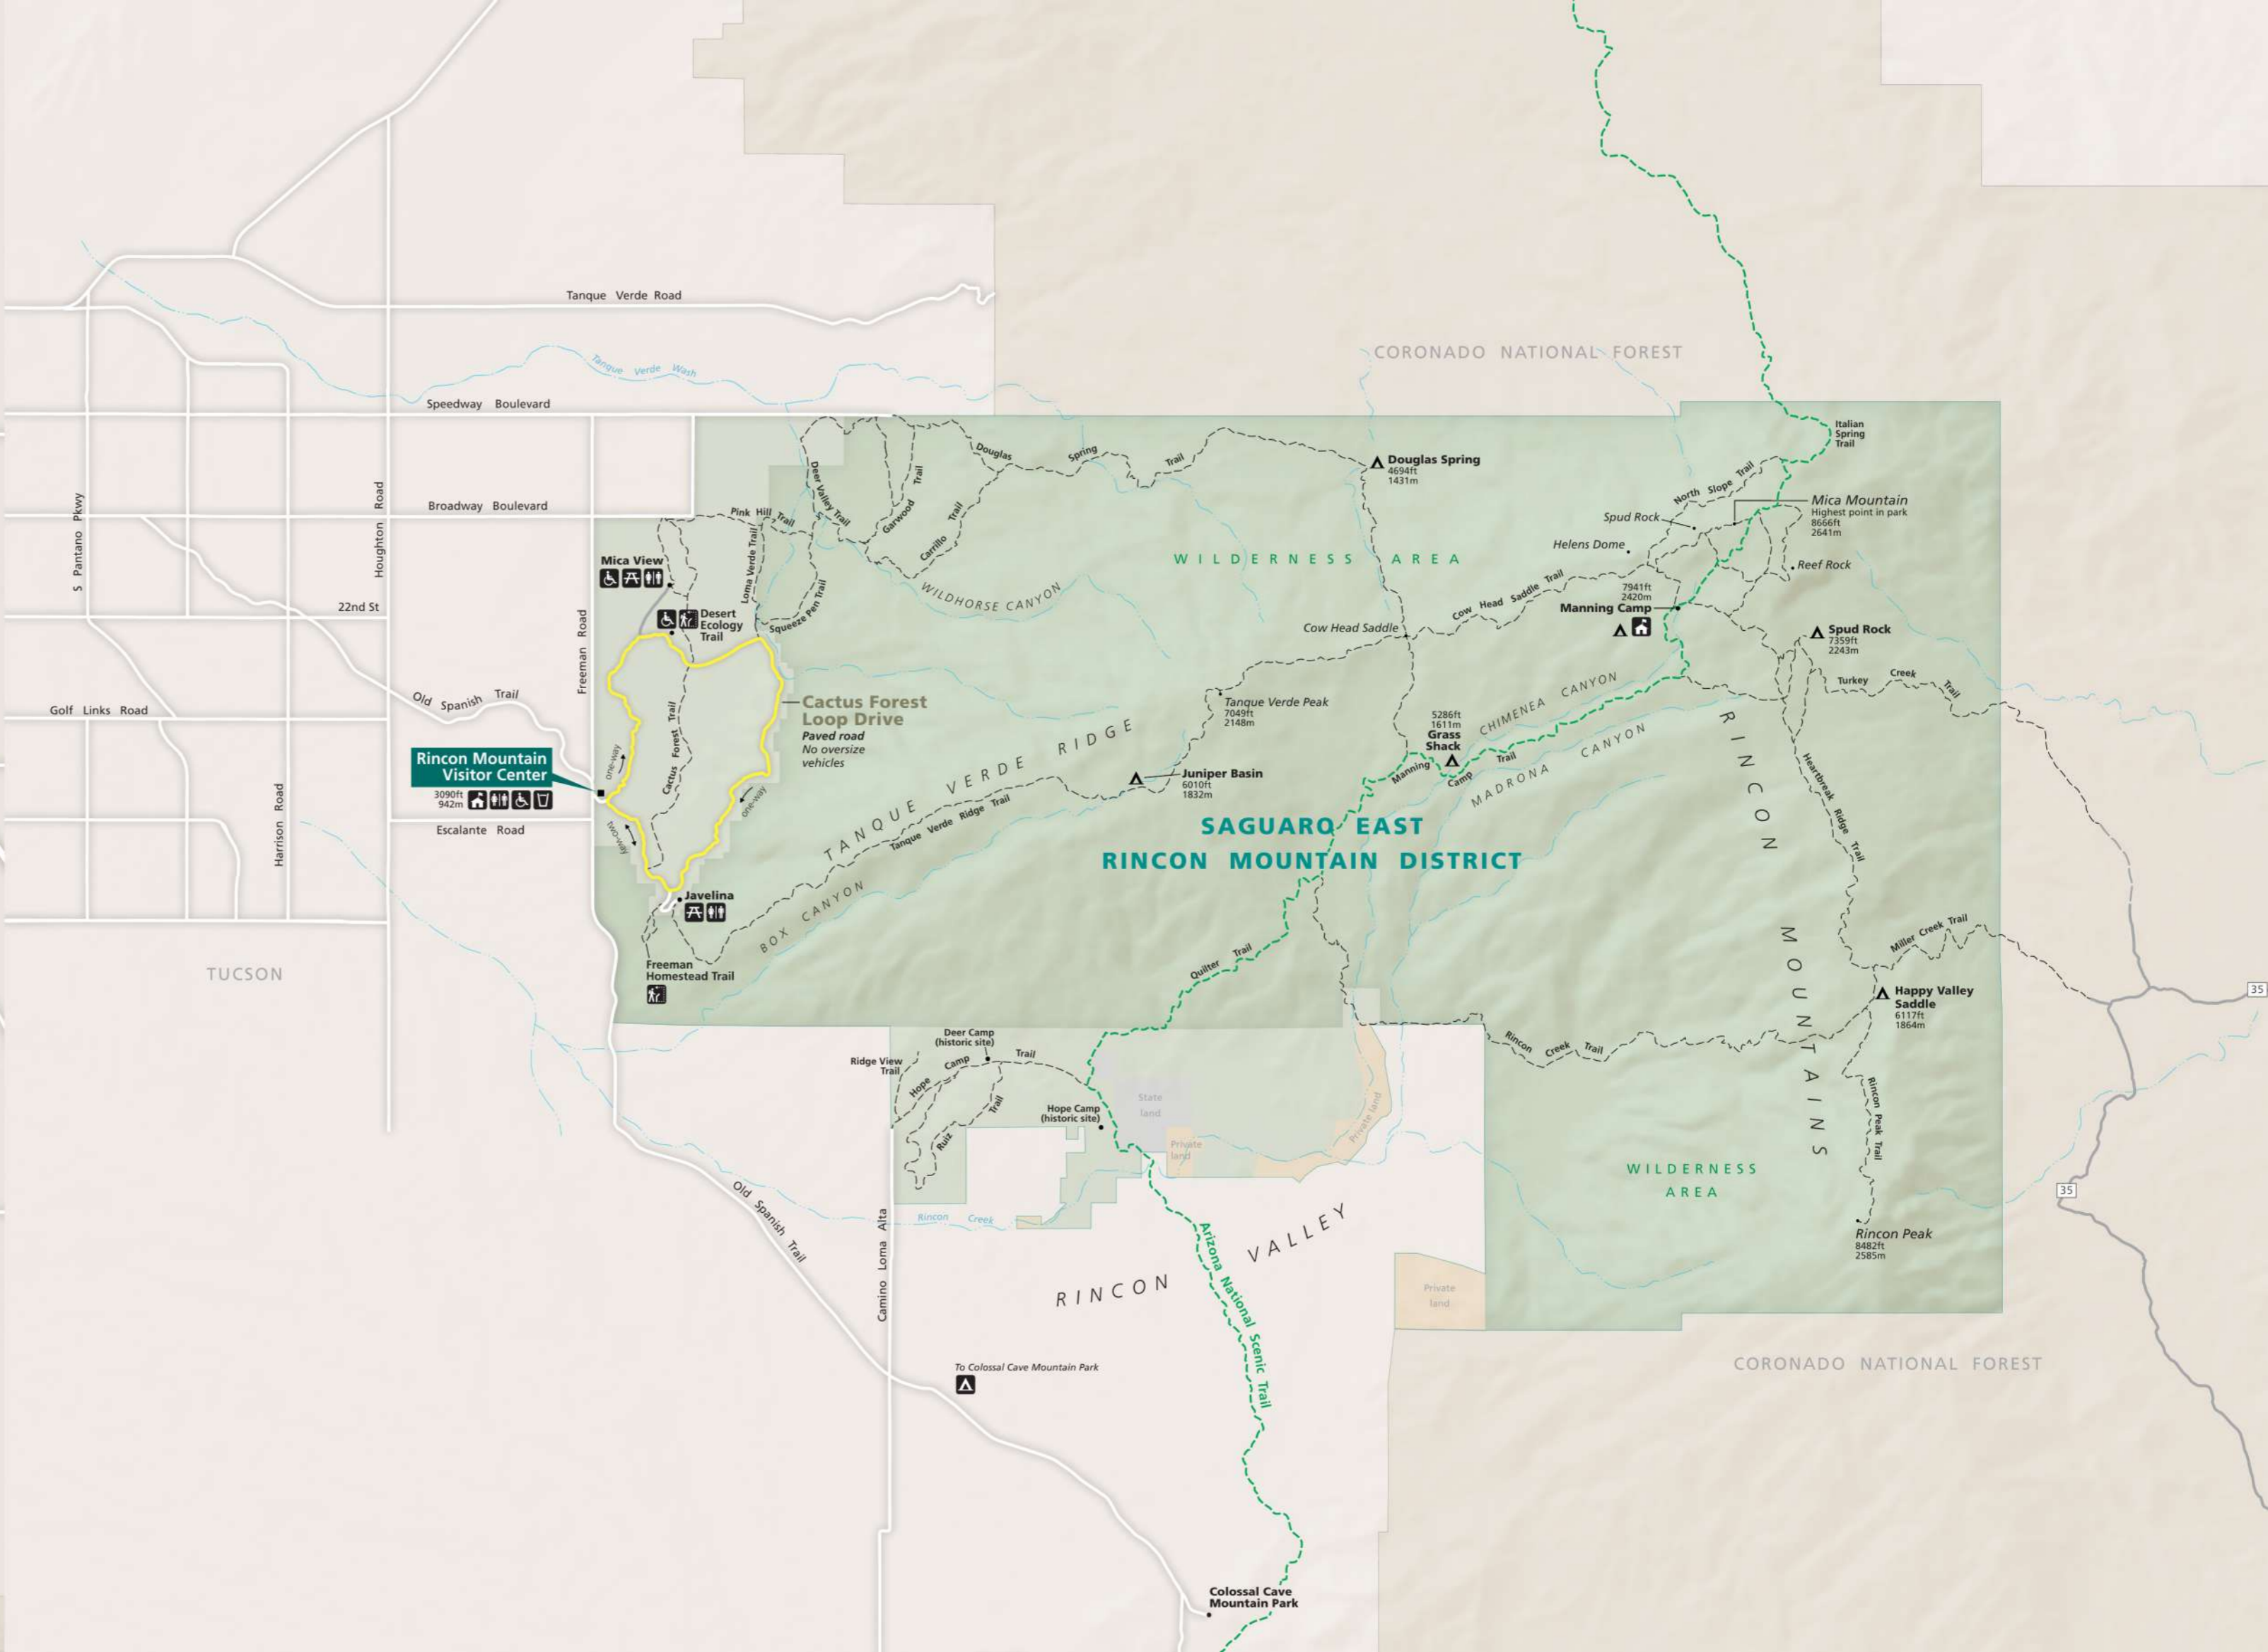 Tanque Verde Road
CORONADO NATIONAL FOREST
Tanque Verde Wash
Speedway Boulevard
Italian
Spring
Trail
Douglas Spring Trail
Douglas Spring
4694ft
1431m
Deer Valley Trail
Garwood Trail
Carrillo Trail
North Slope Trail
Mica Mountain
Highest point in park
8666ft
2641m
S Pantano Pkwy
Houghton Road
Broadway Boulevard
Pink Hill Trail
Spud Rock
Helens Dome
Reef Rock
Mica View
Loma Verde Trail
WILDERNESS AREA
WILDHORSE CANYON
Squeeze Pen Trail
Cow Head Saddle Trail
7941ft
2420m
Manning Camp
22nd St
Freeman Road
Desert
Ecology
Trail
Cow Head Saddle
Spud Rock
7359ft
2243m
Turkey Creek Trail
Old Spanish Trail
Golf Links Road
Cactus Forest
Loop Drive
Paved road
No oversize
vehicles
Tanque Verde Peak
7049ft
2148m
CHIMENEA CANYON
5286ft
1611m
Grass
Shack
MADRONA CANYON
Manning Camp Trail
Rincon Mountain
Visitor Center
3090ft
942m
one-way
Cactus Forest Trail
one-way
two-way
TANQUE VERDE RIDGE
Tanque Verde Ridge Trail
Juniper Basin
6010ft
1832m
RINCON MOUNTAINS
Heartbreak Ridge Trail
Harrison Road
Escalante Road
SAGUARO EAST
RINCON MOUNTAIN DISTRICT
Javelina
BOX CANYON
Miller Creek Trail
TUCSON
Freeman
Homestead Trail
Quilter Trail
Happy Valley
Saddle
6117ft
1864m
35
Deer Camp
(historic site)
Ridge View
Trail
Hope Camp Trail
Rincon Creek Trail
Hope Camp
(historic site)
State
land
Ruiz Trail
Private
land
Private land
Rincon Peak Trail
WILDERNESS
AREA
35
Old Spanish Trail
Camino Loma Alta
Rincon Creek
RINCON VALLEY
Rincon Peak
8482ft
2585m
Arizona National Scenic Trail
Private
land
To Colossal Cave Mountain Park
CORONADO NATIONAL FOREST
Colossal Cave
Mountain Park